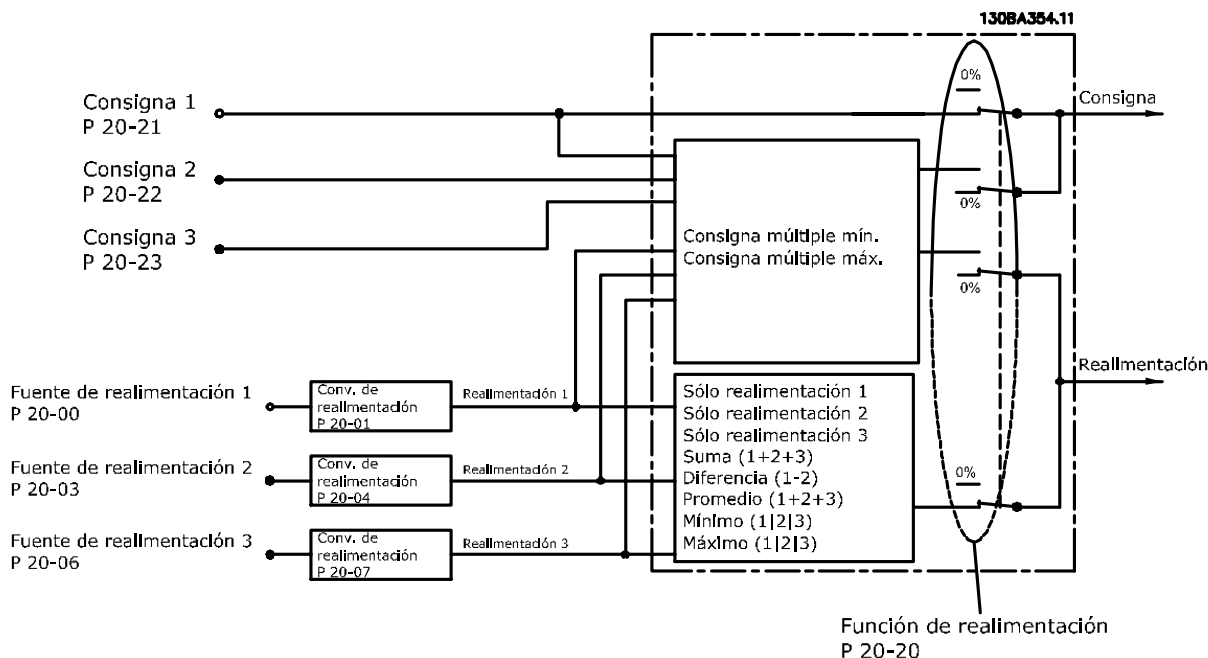 130BA354.11
Consigna 1
P 20-21
Consigna 2
P 20-22
Consigna 3
P 20-23
0%
Consigna
0%
Consigna múltiple mín.
Consigna múltiple máx.
0%
Realimentación
Fuente de realimentación 1
P 20-00
Conv. de
realimentación
P 20-01
Realimentación 1
Fuente de realimentación 2
P 20-03
Conv. de
realimentación
P 20-04
Realimentación 2
Fuente de realimentación 3
P 20-06
Conv. de
realimentación
P 20-07
Realimentación 3
Sólo realimentación 1
Sólo realimentación 2
Sólo realimentación 3
Suma (1+2+3)
Diferencia (1-2)
Promedio (1+2+3)
Mínimo (1|2|3)
Máximo (1|2|3)
0%
Función de realimentación
P 20-20